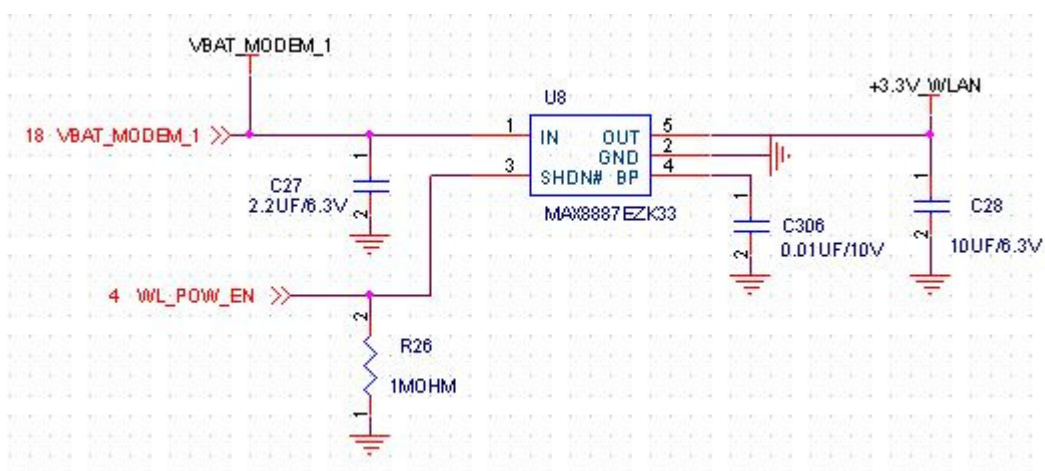 VBAT_MODEM_1
+3.3V_WLAN
U8
18 VBAT_MODEM_1
1 IN OUT 5
GND 2
3 SHDN# BP 4
MAX8887EZK33
1
C27
2.2UF/6.3V
2
1
C306
0.01UF/10V
2
1
C28
10UF/6.3V
2
4 WL_POW_EN
2
R26
1MOHM
1